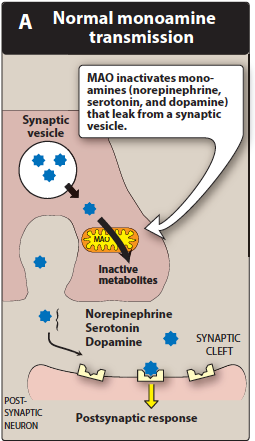 A Normal monoamine
transmission
MAO inactivates mono-
amines (norepinephrine,
serotonin, and dopamine)
that leak from a synaptic
vesicle.
Synaptic
vesicle
MAO
Inactive
metabolites
Norepinephrine
Serotonin
Dopamine
SYNAPTIC
CLEFT
POST-
SYNAPTIC
NEURON
Postsynaptic response